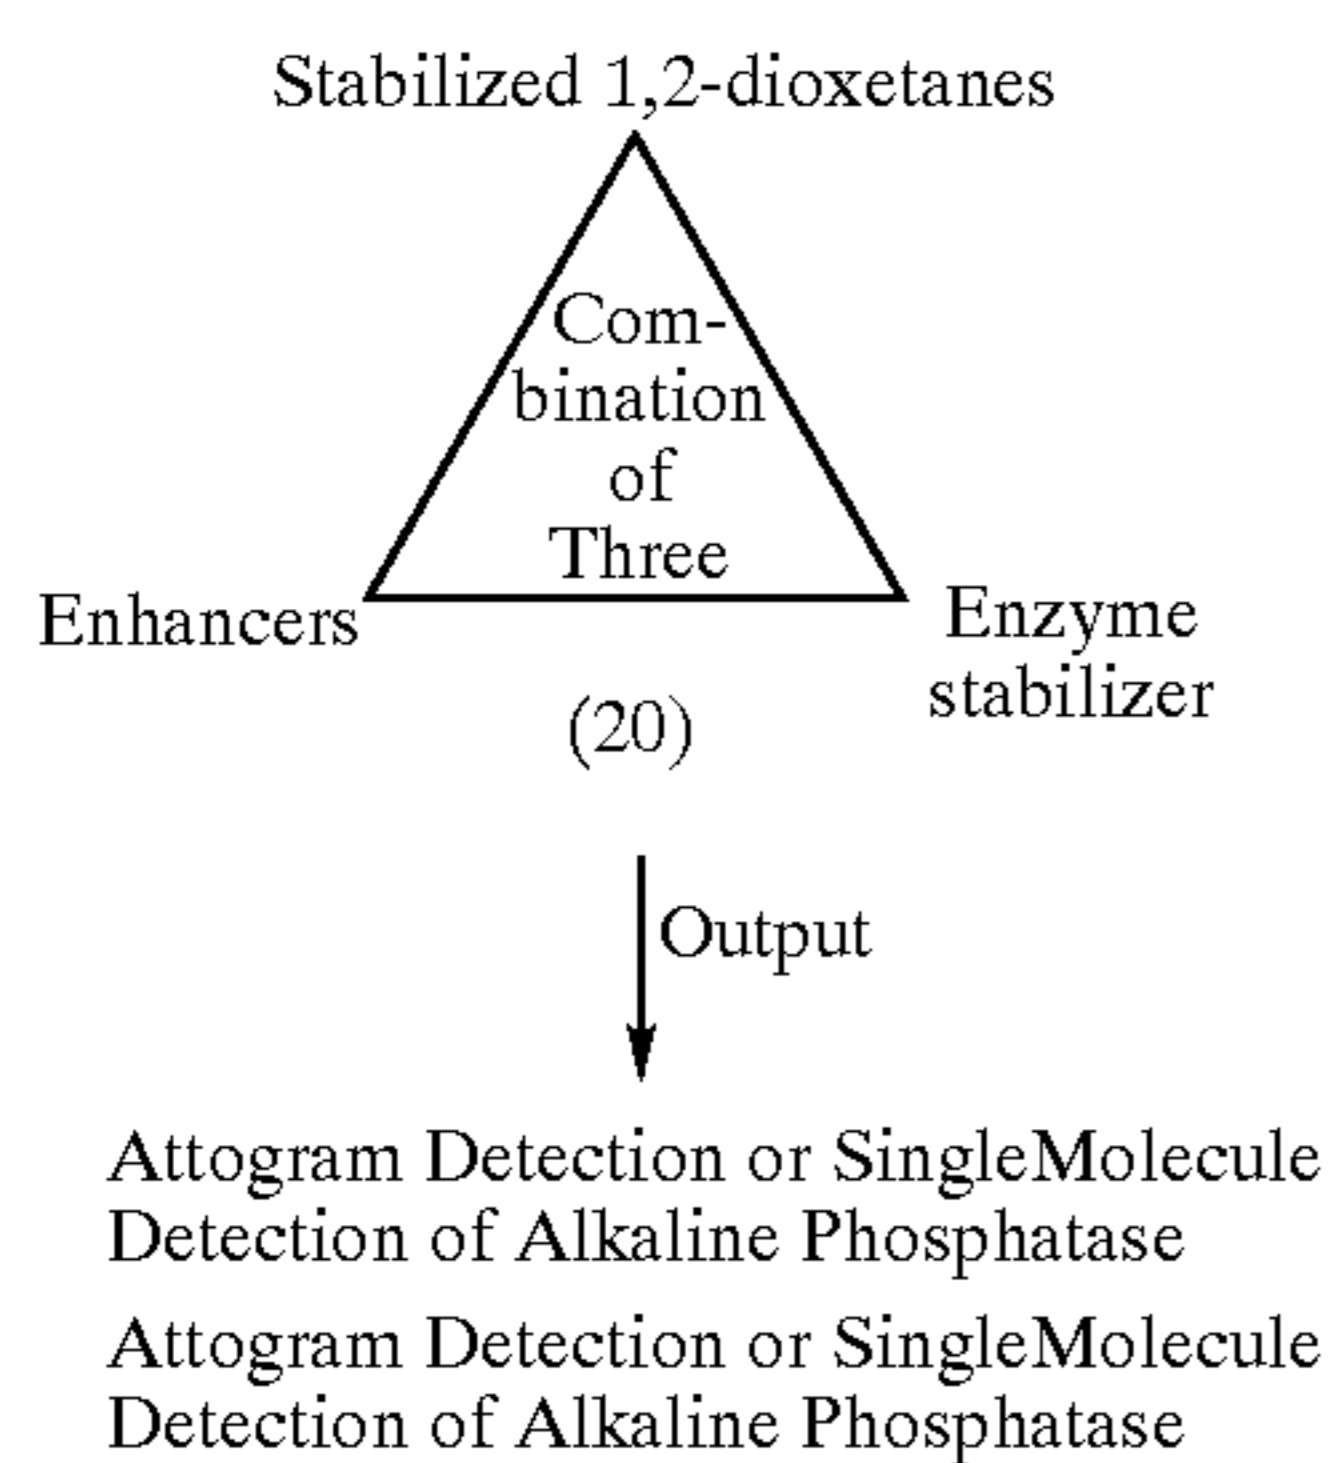 Stabilized 1,2-dioxetanes
Com-
bination
of
Three
Enhancers
Enzyme
stabilizer
(20)
Output
Attogram Detection or SingleMolecule
Detection of Alkaline Phosphatase
Attogram Detection or SingleMolecule
Detection of Alkaline Phosphatase